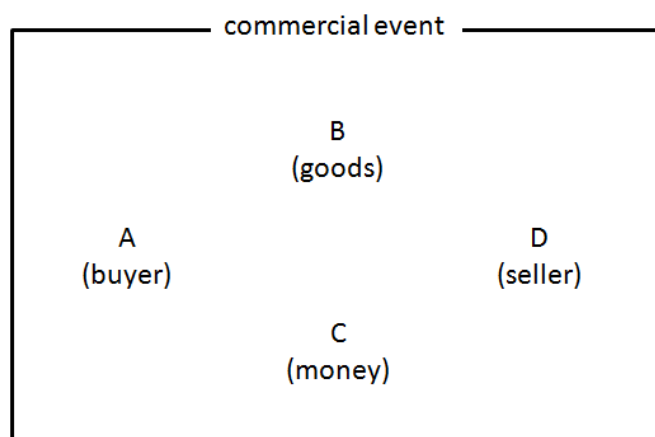 commercial event
B
(goods)
A
(buyer)
D
(seller)
C
(money)